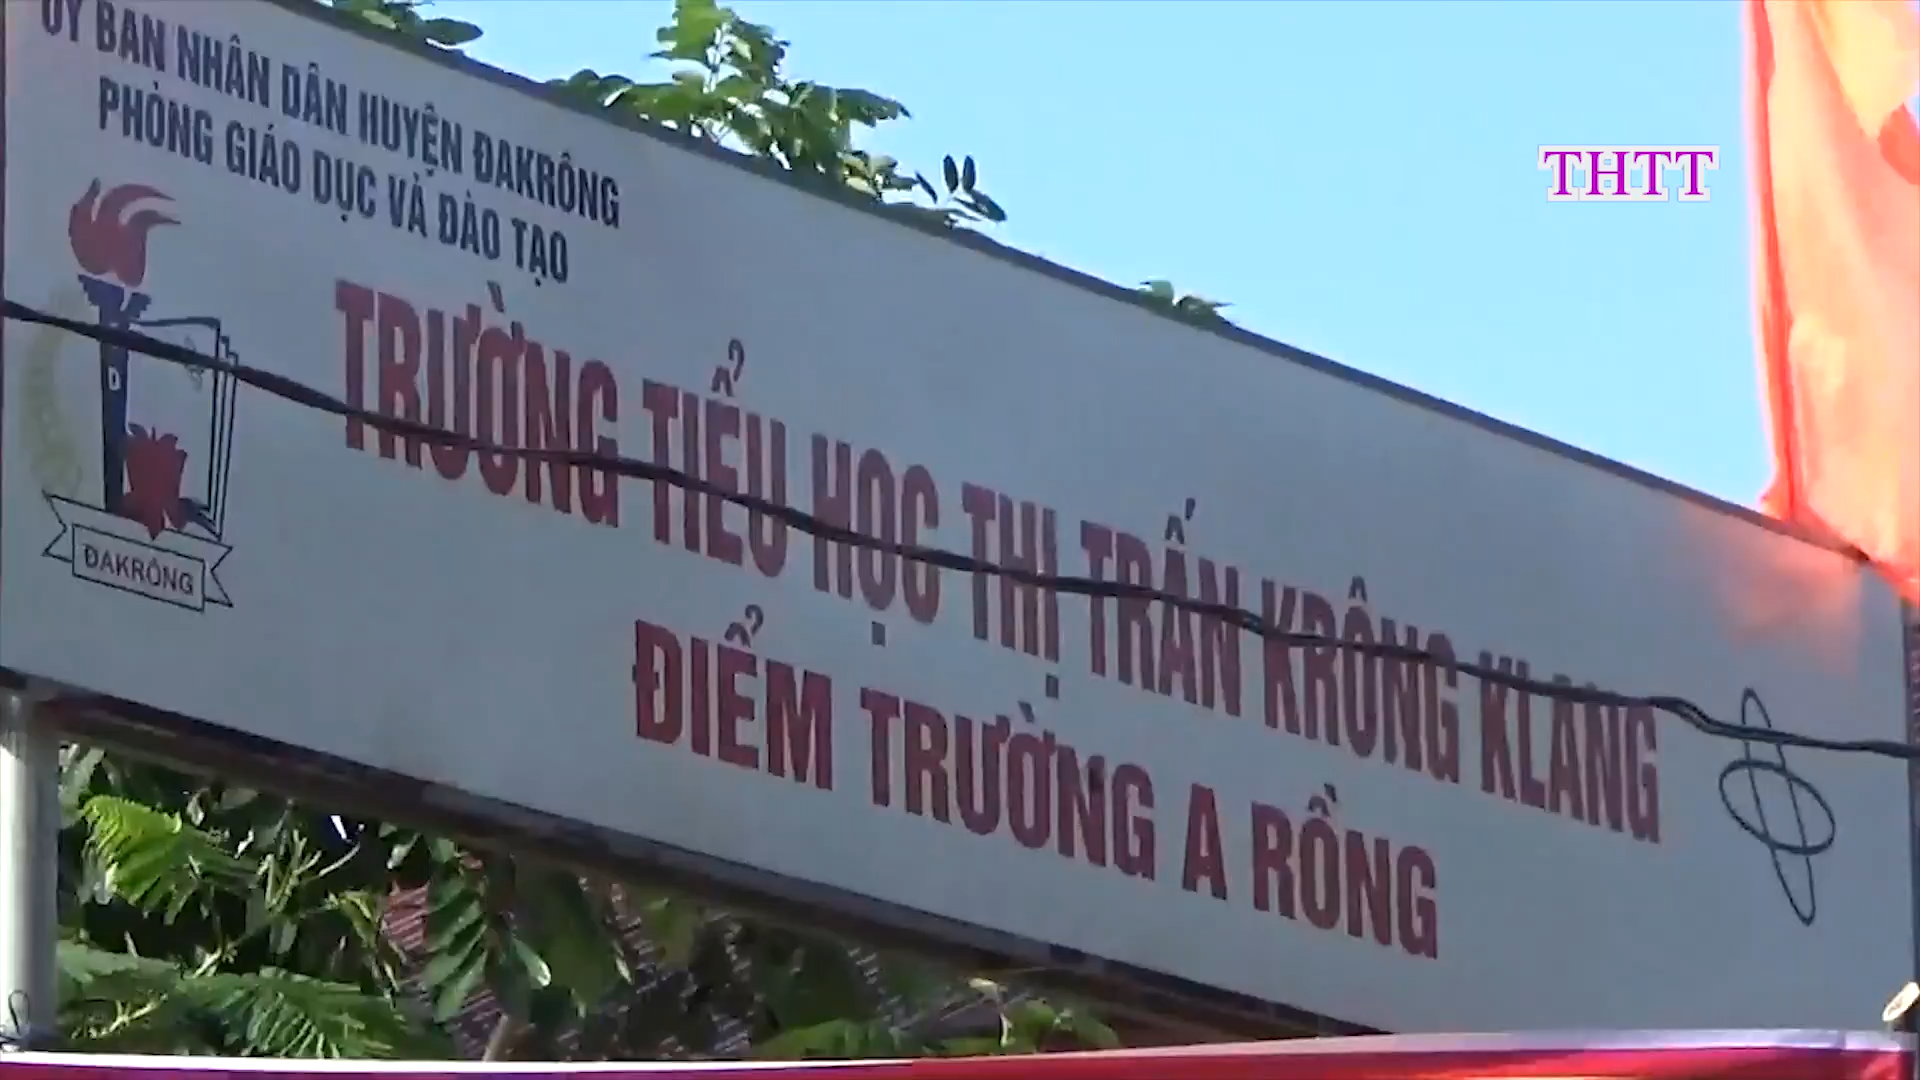 ỦY BAN NHÂN DÂN HUYỆN ĐAKRÔNG
PHÒNG GIÁO DỤC VÀ ĐÀO TẠO
THTT
D
ĐAKRÔNG
TRƯỜNG TIỂU HỌC THỊ TRẤN KRÔNG KLANG
ĐIỂM TRƯỜNG A RỒNG